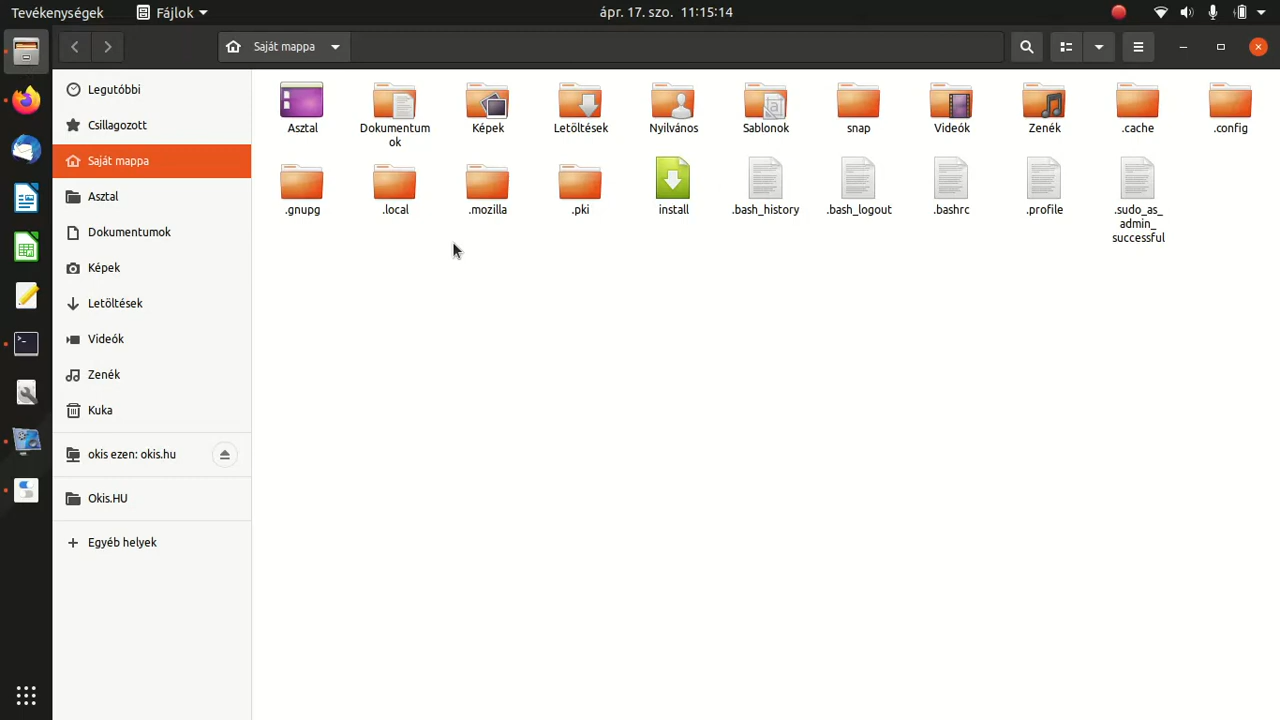 Tevékenységek
Fájlok
ápr. 17. szo. 11:15:14
Saját mappa
Legutóbbi
Csillagozott
Saját mappa
Asztal
Dokumentumok
Képek
Letöltések
Videók
Zenék
Kuka
okis ezen: okis.hu
Okis.HU
Egyéb helyek
Asztal
Dokumentum
ok
Képek
Letöltések
Nyilvános
Sablonok
snap
Videók
Zenék
.cache
.config
.gnupg
.local
.mozilla
.pki
install
.bash_history
.bash_logout
.bashrc
.profile
.sudo_as_
admin_
successful